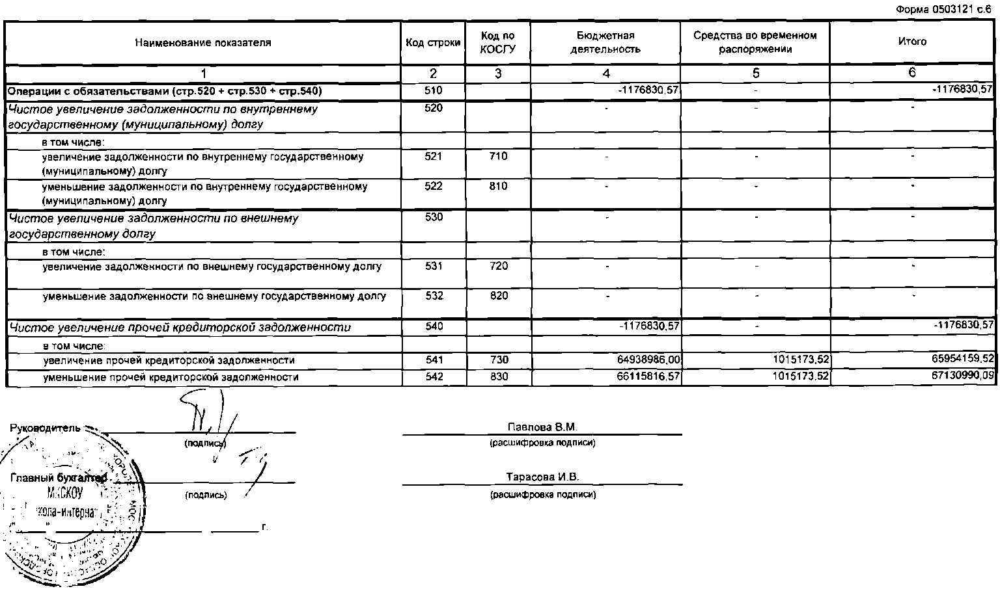 Форма 0503121 с.6
Наименование показателя
Код строки
Код по
КОСГУ
Бюджетная
деятельность
Средства во временном
распоряжении
Итого
1 2 3 4 5 6
Операции с обязательствами (стр.520 + стр.530 + стр.540) 510 -1176830,57 - -1176830,57
Чистое увеличение задолженности по внутреннему 520 - - -
государственному (муниципальному) долгу
в том числе:
увеличение задолженности по внутреннему государственному 521 710 - - -
(муниципальному) долгу
уменьшение задолженности по внутреннему государственному 522 810 - - -
(муниципальному) долгу
Чистое увеличение задолженности по внешнему 530 - - -
государственному долгу
в том числе:
увеличение задолженности по внешнему государственному долгу 531 720 - - -
уменьшение задолженности по внешнему государственному долгу 532 820 - - -
Чистое увеличение прочей кредиторской задолженности 540 -1176830,57 - -1176830,57
в том числе:
увеличение прочей кредиторской задолженности 541 730 64938986,00 1015173,52 65954159,52
уменьшение прочей кредиторской задолженности 542 830 66115816,57 1015173,52 67130990,09
Руководитель Павлова В.М.
(подпись) (расшифровка подписи)
Главный бухгалтер Тарасова И.В.
(подпись) (расшифровка подписи)
г.